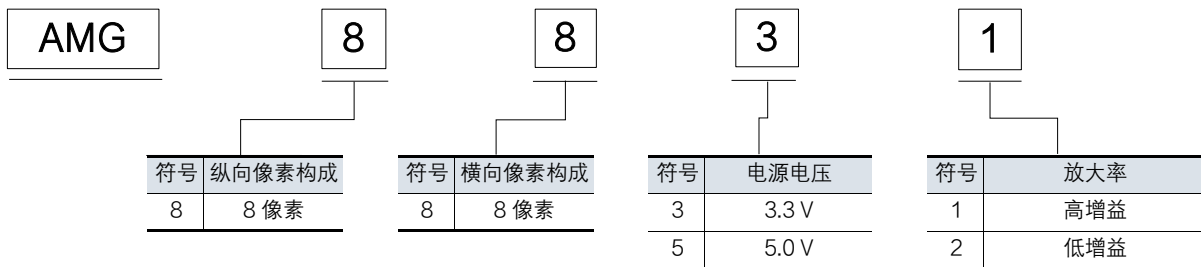 AMG 8 8 3 1
符号 纵向像素构成 符号 横向像素构成 符号 电源电压 符号 放大率
8 8 像素 8 8 像素 3 3.3 V 1 高增益
5 5.0 V 2 低增益